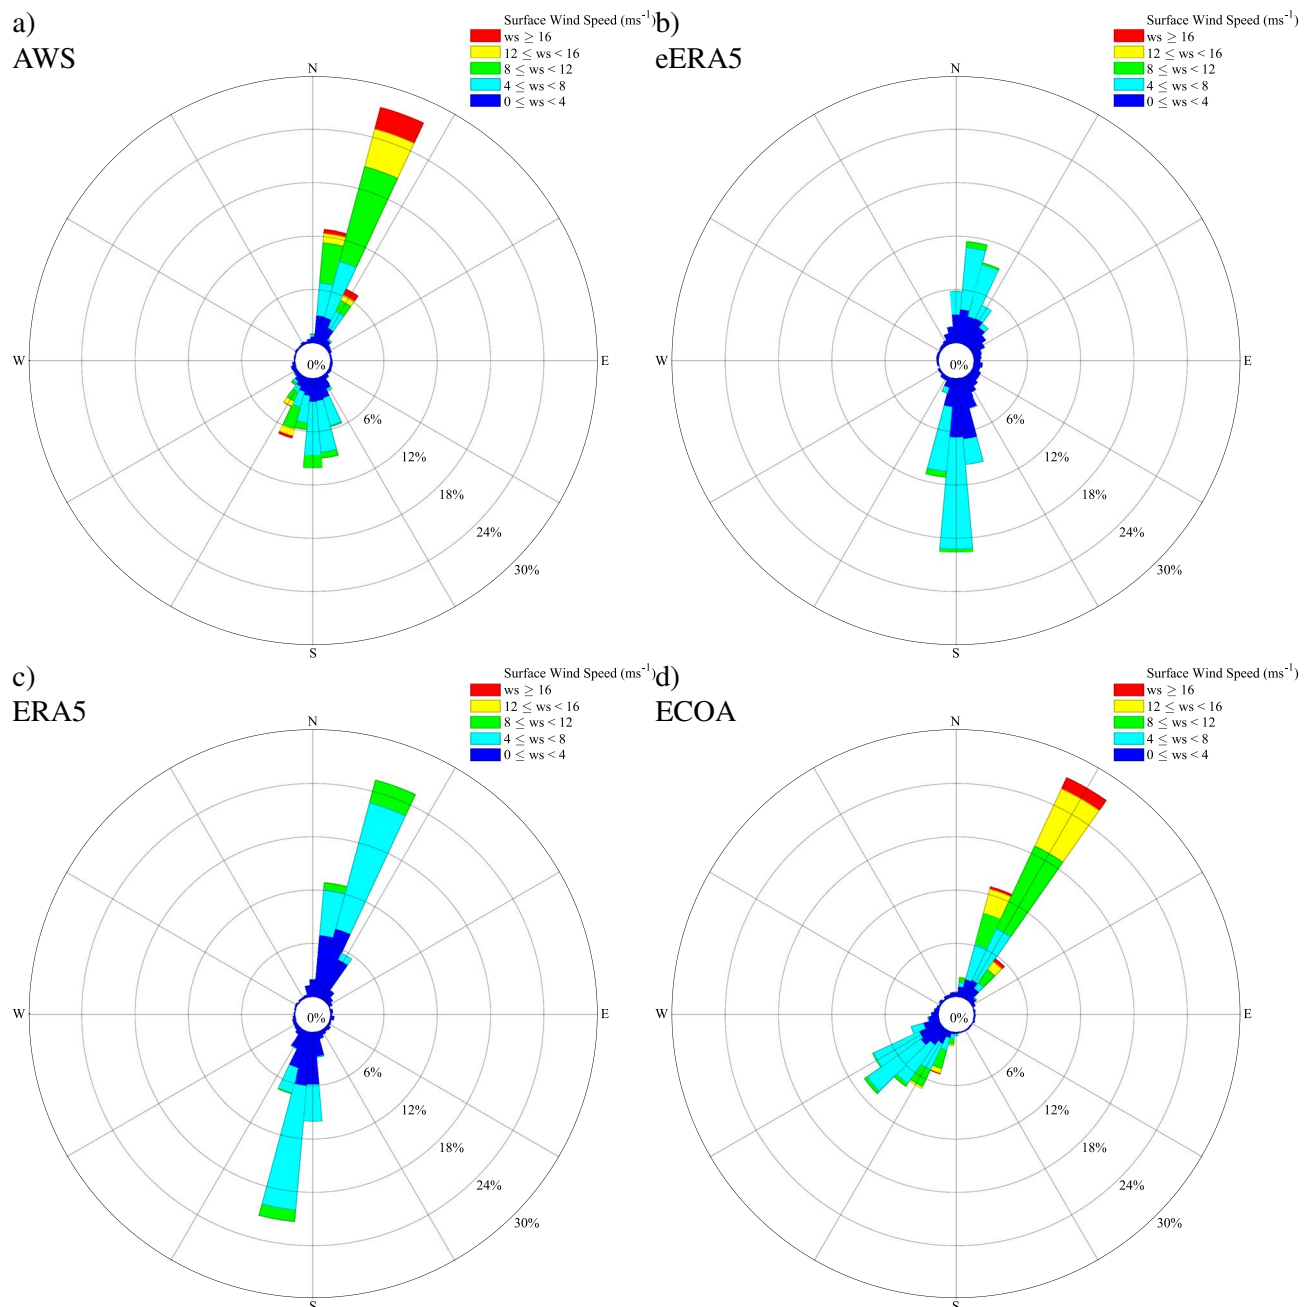 a)
AWS
Surface Wind Speed (ms-1)
ws ≥ 16
12 ≤ ws < 16
8 ≤ ws < 12
4 ≤ ws < 8
0 ≤ ws < 4
N
W
E
S
0%
6%
12%
18%
24%
30%
b)
eERA5
Surface Wind Speed (ms-1)
ws ≥ 16
12 ≤ ws < 16
8 ≤ ws < 12
4 ≤ ws < 8
0 ≤ ws < 4
N
W
E
S
0%
6%
12%
18%
24%
30%
c)
ERA5
Surface Wind Speed (ms-1)
ws ≥ 16
12 ≤ ws < 16
8 ≤ ws < 12
4 ≤ ws < 8
0 ≤ ws < 4
N
W
E
S
0%
6%
12%
18%
24%
30%
d)
ECOA
Surface Wind Speed (ms-1)
ws ≥ 16
12 ≤ ws < 16
8 ≤ ws < 12
4 ≤ ws < 8
0 ≤ ws < 4
N
W
E
S
0%
6%
12%
18%
24%
30%